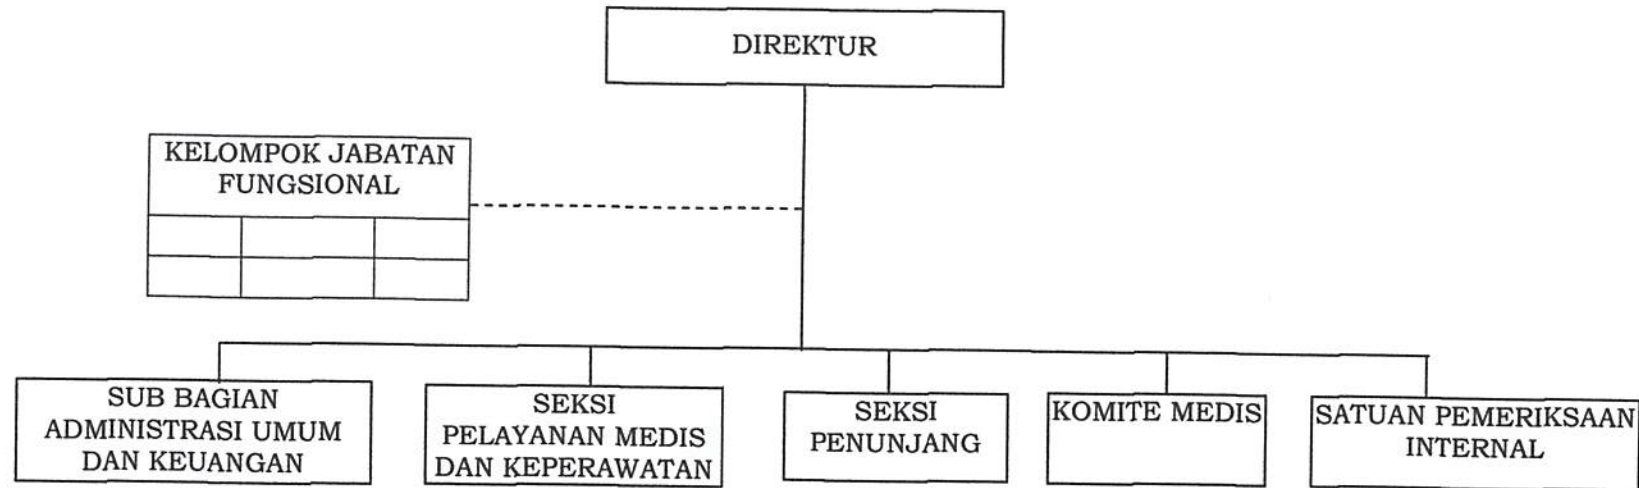 DIREKTUR
KELOMPOK JABATAN
FUNGSIONAL
SUB BAGIAN
ADMINISTRASI UMUM
DAN KEUANGAN
SEKSI
PELAYANAN MEDIS
DAN KEPERAWATAN
SEKSI
PENUNJANG
KOMITE MEDIS
SATUAN PEMERIKSAAN
INTERNAL